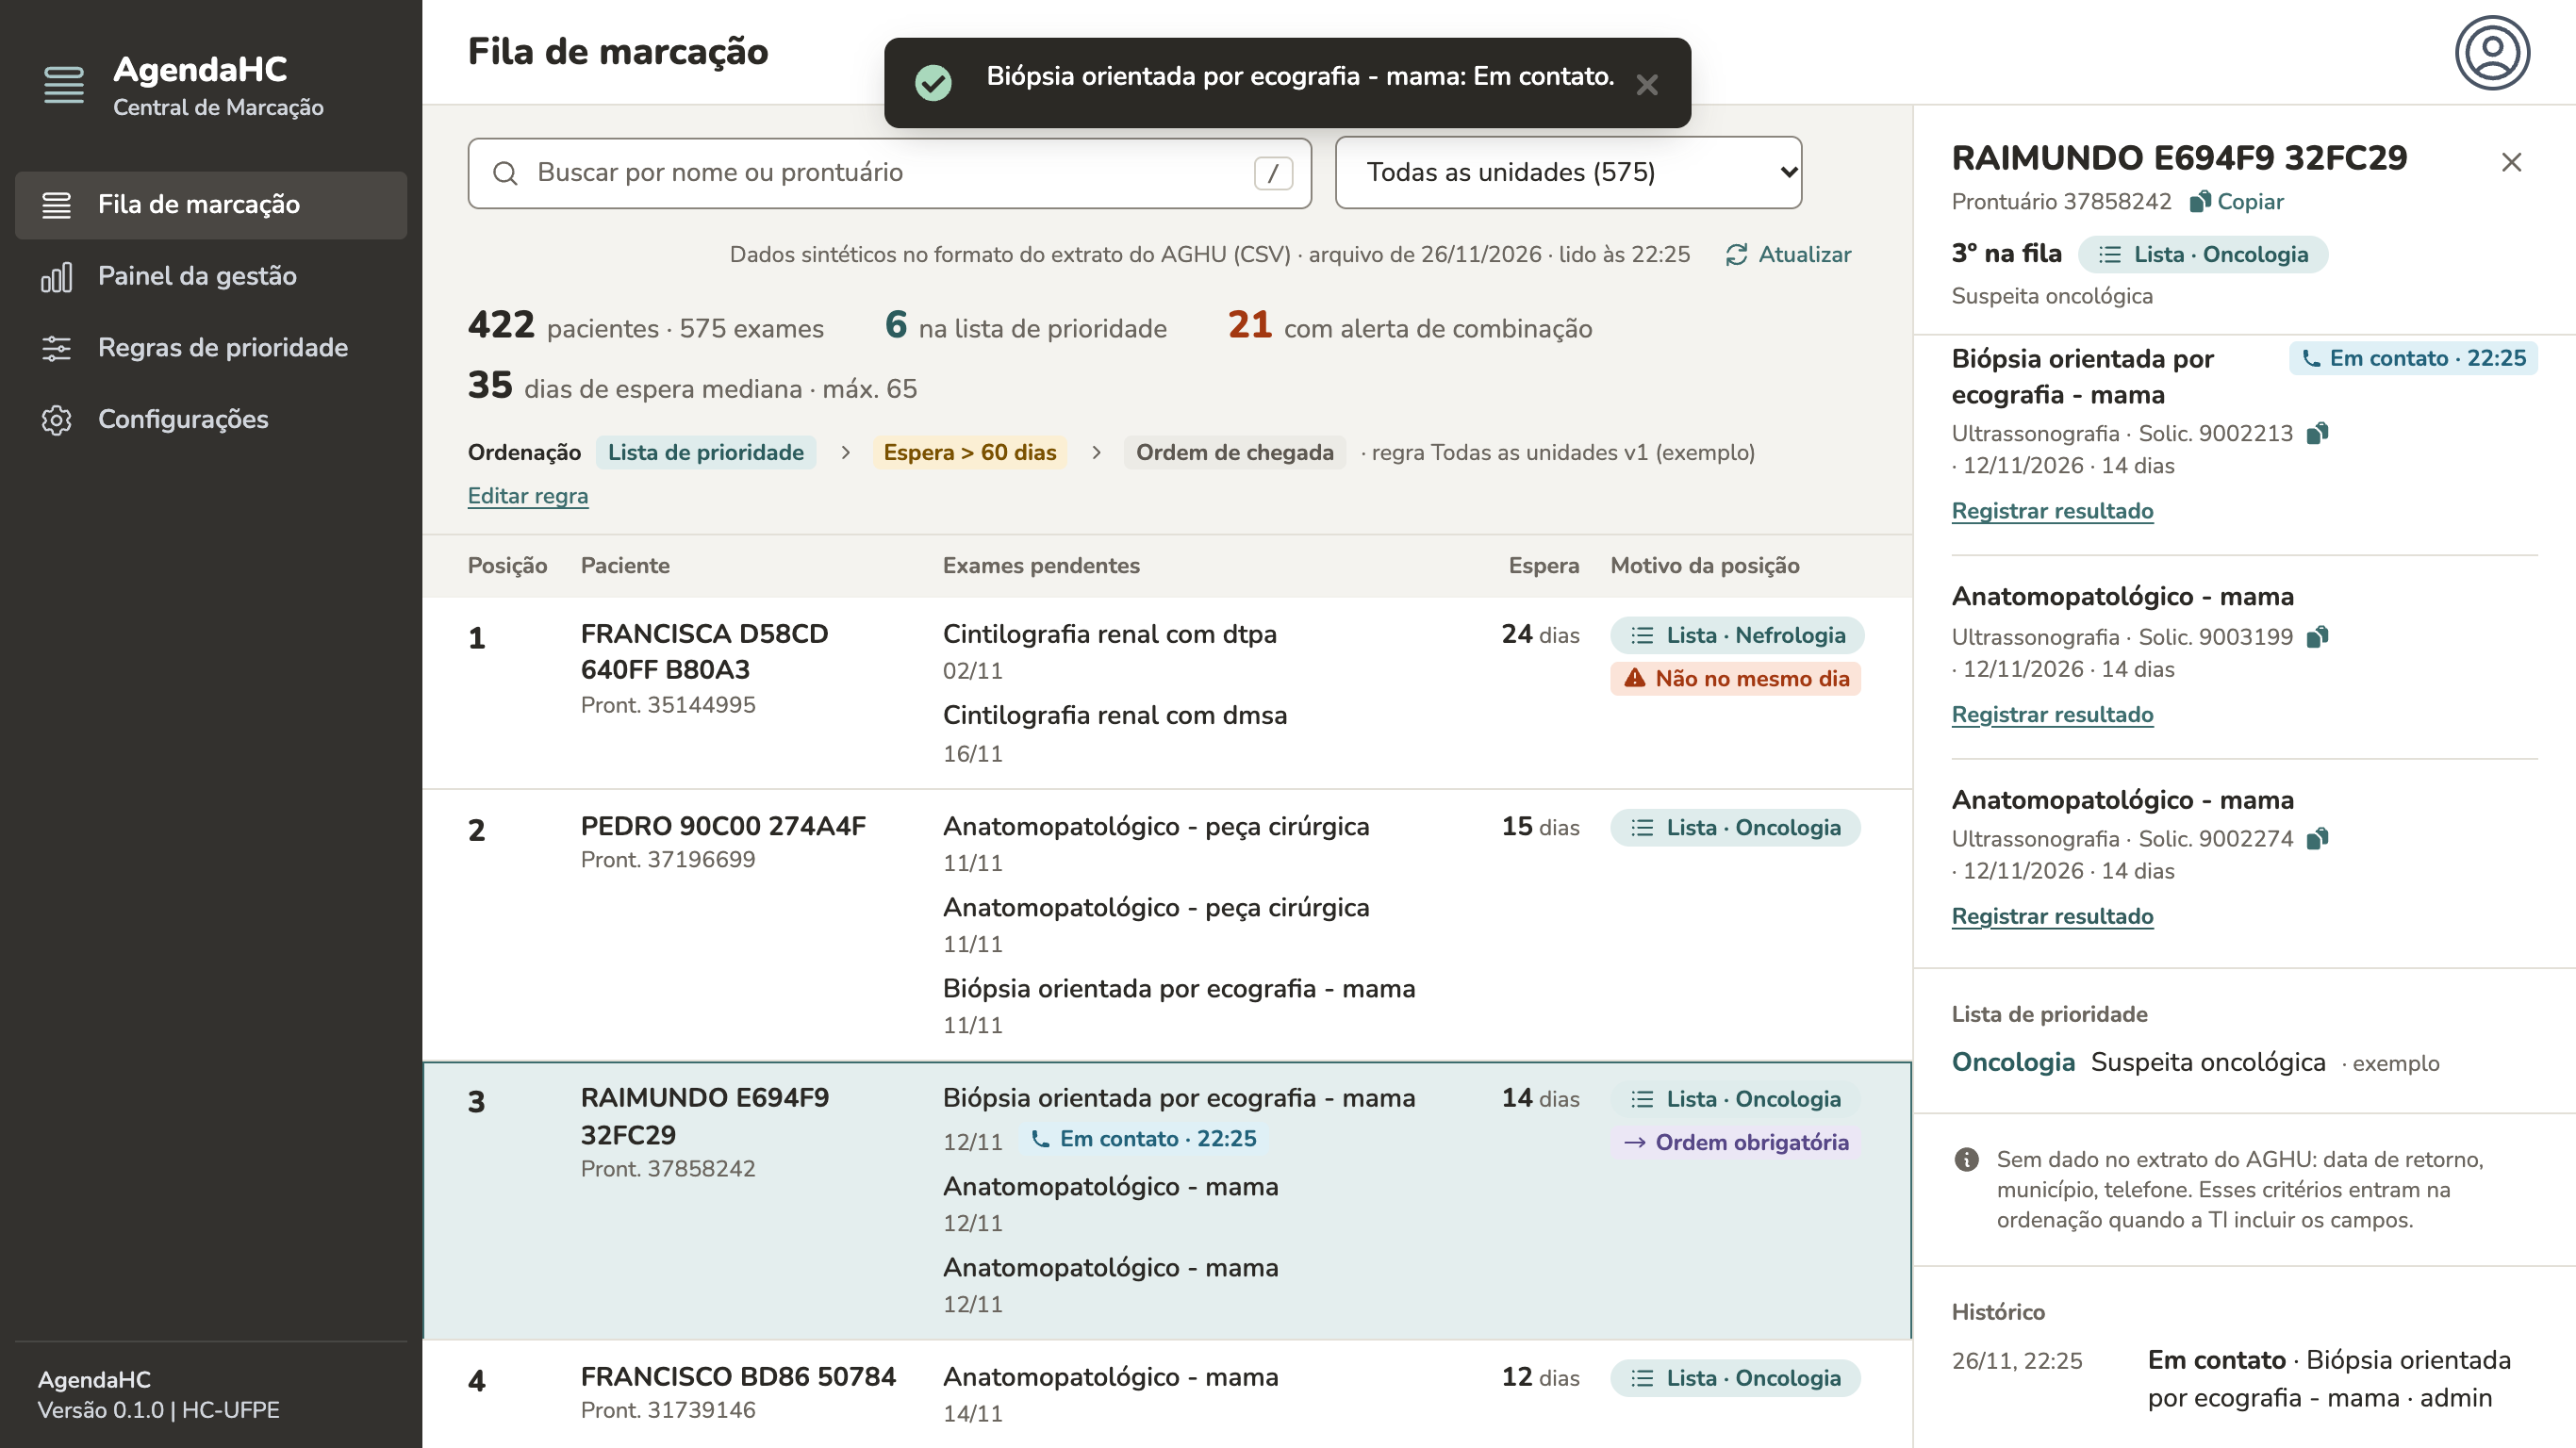 AgendaHC
Central de Marcação
Fila de marcação
Painel da gestão
Regras de prioridade
Configurações
AgendaHC
Versão 0.1.0 | HC-UFPE
Fila de marcação
Biópsia orientada por ecografia - mama: Em contato.
Buscar por nome ou prontuário /
Todas as unidades (575)
Dados sintéticos no formato do extrato do AGHU (CSV) · arquivo de 26/11/2026 · lido às 22:25 Atualizar
422 pacientes · 575 exames 6 na lista de prioridade 21 com alerta de combinação
35 dias de espera mediana · máx. 65
Ordenação Lista de prioridade > Espera > 60 dias > Ordem de chegada · regra Todas as unidades v1 (exemplo)
Editar regra
Posição Paciente Exames pendentes Espera Motivo da posição
1 FRANCISCA D58CD Cintilografia renal com dtpa 24 dias Lista · Nefrologia
640FF B80A3 02/11 Não no mesmo dia
Pront. 35144995 Cintilografia renal com dmsa
16/11
2 PEDRO 90C00 274A4F Anatomopatológico - peça cirúrgica 15 dias Lista · Oncologia
Pront. 37196699 11/11
Anatomopatológico - peça cirúrgica
11/11
Biópsia orientada por ecografia - mama
11/11
3 RAIMUNDO E694F9 Biópsia orientada por ecografia - mama 14 dias Lista · Oncologia
32FC29 12/11 Em contato · 22:25 → Ordem obrigatória
Pront. 37858242 Anatomopatológico - mama
12/11
Anatomopatológico - mama
12/11
4 FRANCISCO BD86 50784 Anatomopatológico - mama 12 dias Lista · Oncologia
Pront. 31739146 14/11
RAIMUNDO E694F9 32FC29
Prontuário 37858242 Copiar
3º na fila Lista · Oncologia
Suspeita oncológica
Biópsia orientada por Em contato · 22:25
ecografia - mama
Ultrassonografia · Solic. 9002213
· 12/11/2026 · 14 dias
Registrar resultado
Anatomopatológico - mama
Ultrassonografia · Solic. 9003199
· 12/11/2026 · 14 dias
Registrar resultado
Anatomopatológico - mama
Ultrassonografia · Solic. 9002274
· 12/11/2026 · 14 dias
Registrar resultado
Lista de prioridade
Oncologia Suspeita oncológica · exemplo
Sem dado no extrato do AGHU: data de retorno,
município, telefone. Esses critérios entram na
ordenação quando a TI incluir os campos.
Histórico
26/11, 22:25 Em contato · Biópsia orientada
por ecografia - mama · admin